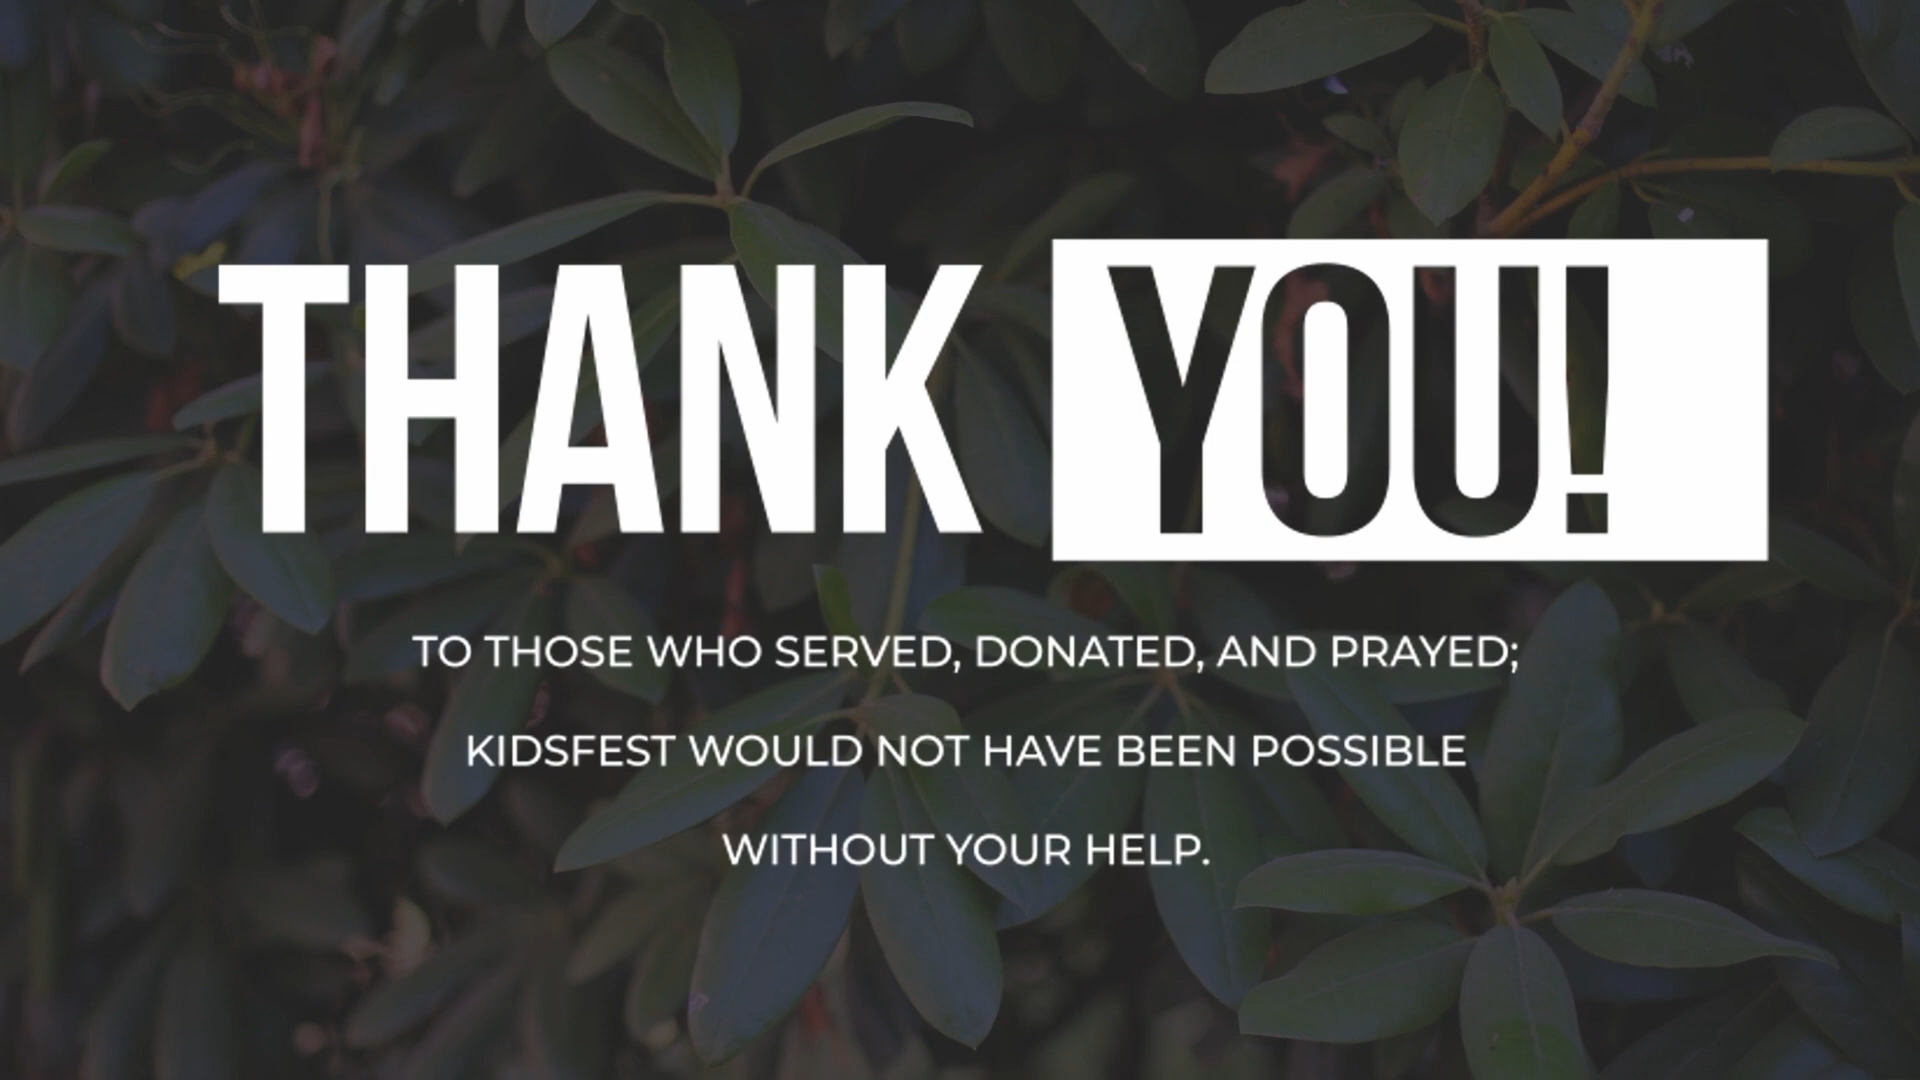 THANK YOU!
TO THOSE WHO SERVED, DONATED, AND PRAYED;
KIDSFEST WOULD NOT HAVE BEEN POSSIBLE
WITHOUT YOUR HELP.